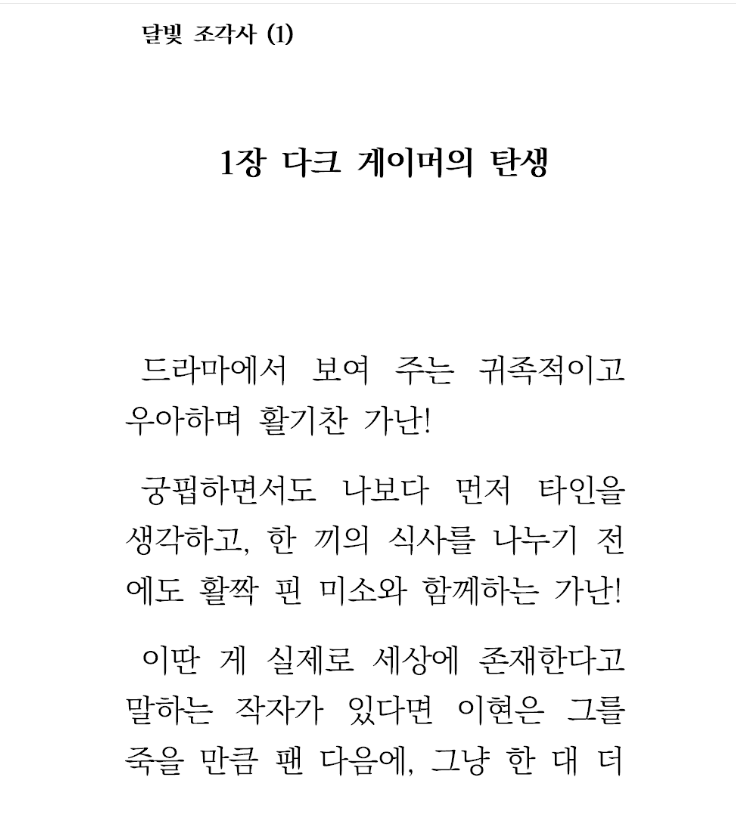 달빛 조각사 (1)
1장 다크 게이머의 탄생
드라마에서 보여 주는 귀족적이고
우아하며 활기찬 가난!
궁핍하면서도 나보다 먼저 타인을
생각하고, 한 끼의 식사를 나누기 전
에도 활짝 핀 미소와 함께하는 가난!
이딴 게 실제로 세상에 존재한다고
말하는 작자가 있다면 이현은 그를
죽을 만큼 팬 다음에, 그냥 한 대 더